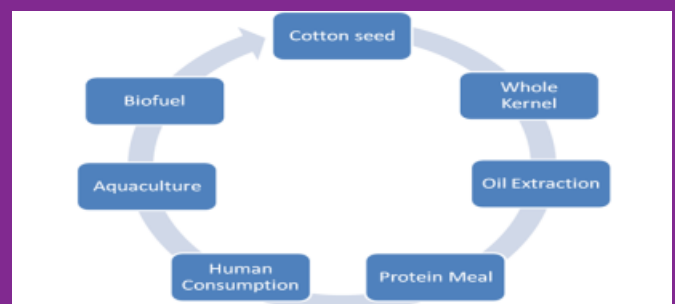 Cotton seed
Whole
Kernel
Oil Extraction
Protein Meal
Human
Consumption
Aquaculture
Biofuel